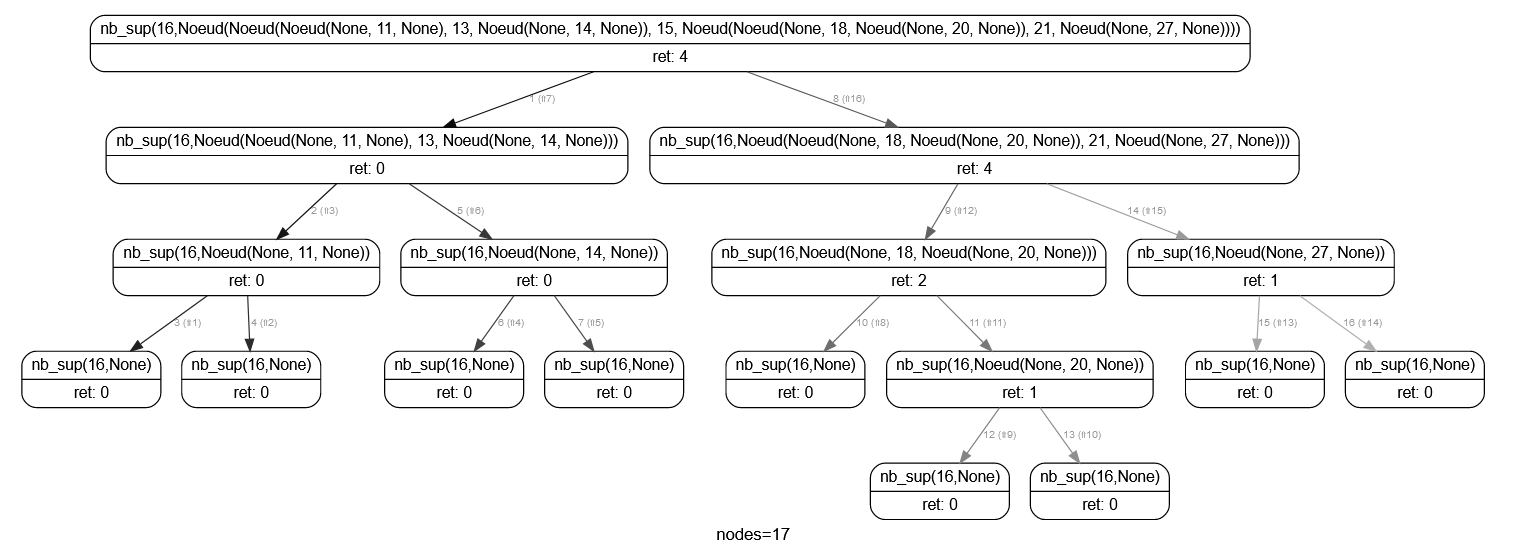 nb_sup(16,Noeud(Noeud(Noeud(None, 11, None), 13, Noeud(None, 14, None)), 15, Noeud(Noeud(None, 18, Noeud(None, 20, None)), 21, Noeud(None, 27, None))))
ret: 4
1 (⇈7)
8 (⇈16)
nb_sup(16,Noeud(Noeud(None, 11, None), 13, Noeud(None, 14, None)))
ret: 0
nb_sup(16,Noeud(Noeud(None, 18, Noeud(None, 20, None)), 21, Noeud(None, 27, None)))
ret: 4
2 (⇈3)
5 (⇈6)
9 (⇈12)
14 (⇈15)
nb_sup(16,Noeud(None, 11, None))
ret: 0
nb_sup(16,Noeud(None, 14, None))
ret: 0
nb_sup(16,Noeud(None, 18, Noeud(None, 20, None)))
ret: 2
nb_sup(16,Noeud(None, 27, None))
ret: 1
3 (⇈1)
4 (⇈2)
6 (⇈4)
7 (⇈5)
10 (⇈8)
11 (⇈11)
15 (⇈13)
16 (⇈14)
nb_sup(16,None)
ret: 0
nb_sup(16,None)
ret: 0
nb_sup(16,None)
ret: 0
nb_sup(16,None)
ret: 0
nb_sup(16,None)
ret: 0
nb_sup(16,Noeud(None, 20, None))
ret: 1
nb_sup(16,None)
ret: 0
nb_sup(16,None)
ret: 0
12 (⇈9)
13 (⇈10)
nb_sup(16,None)
ret: 0
nb_sup(16,None)
ret: 0
nodes=17